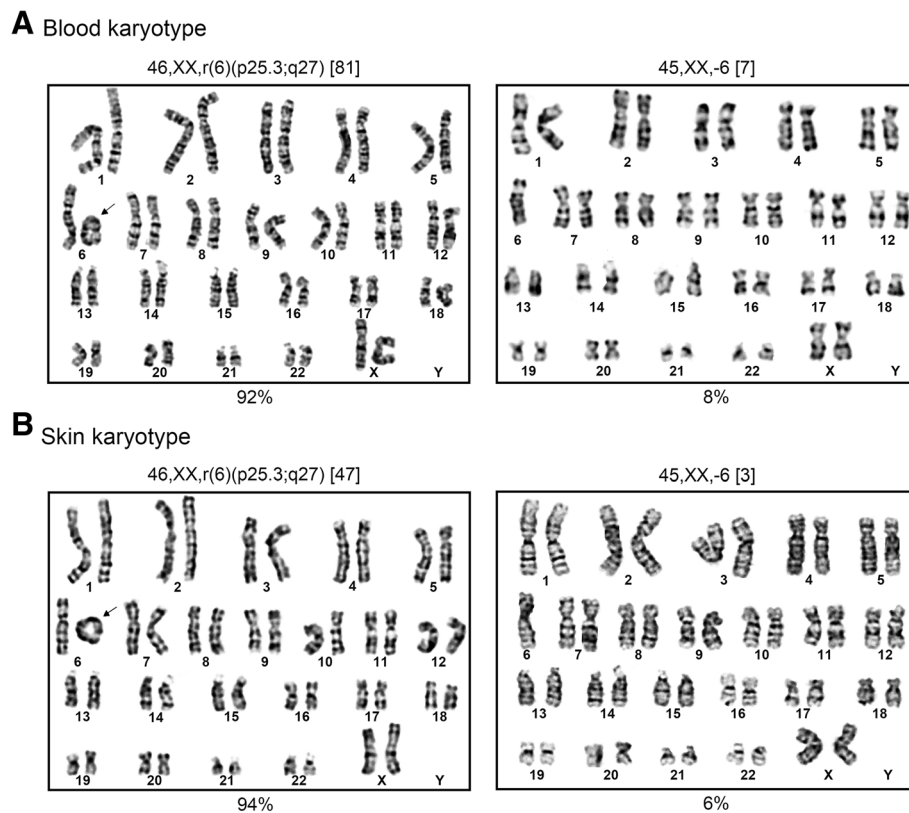 A Blood karyotype
46,XX,r(6)(p25.3;q27) [81]
1 2 3 4 5
6 7 8 9 10 11 12
13 14 15 16 17 18
19 20 21 22 X Y
92%
45,XX,-6 [7]
1 2 3 4 5
6 7 8 9 10 11 12
13 14 15 16 17 18
19 20 21 22 X Y
8%
B Skin karyotype
46,XX,r(6)(p25.3;q27) [47]
1 2 3 4 5
6 7 8 9 10 11 12
13 14 15 16 17 18
19 20 21 22 X Y
94%
45,XX,-6 [3]
1 2 3 4 5
6 7 8 9 10 11 12
13 14 15 16 17 18
19 20 21 22 X Y
6%